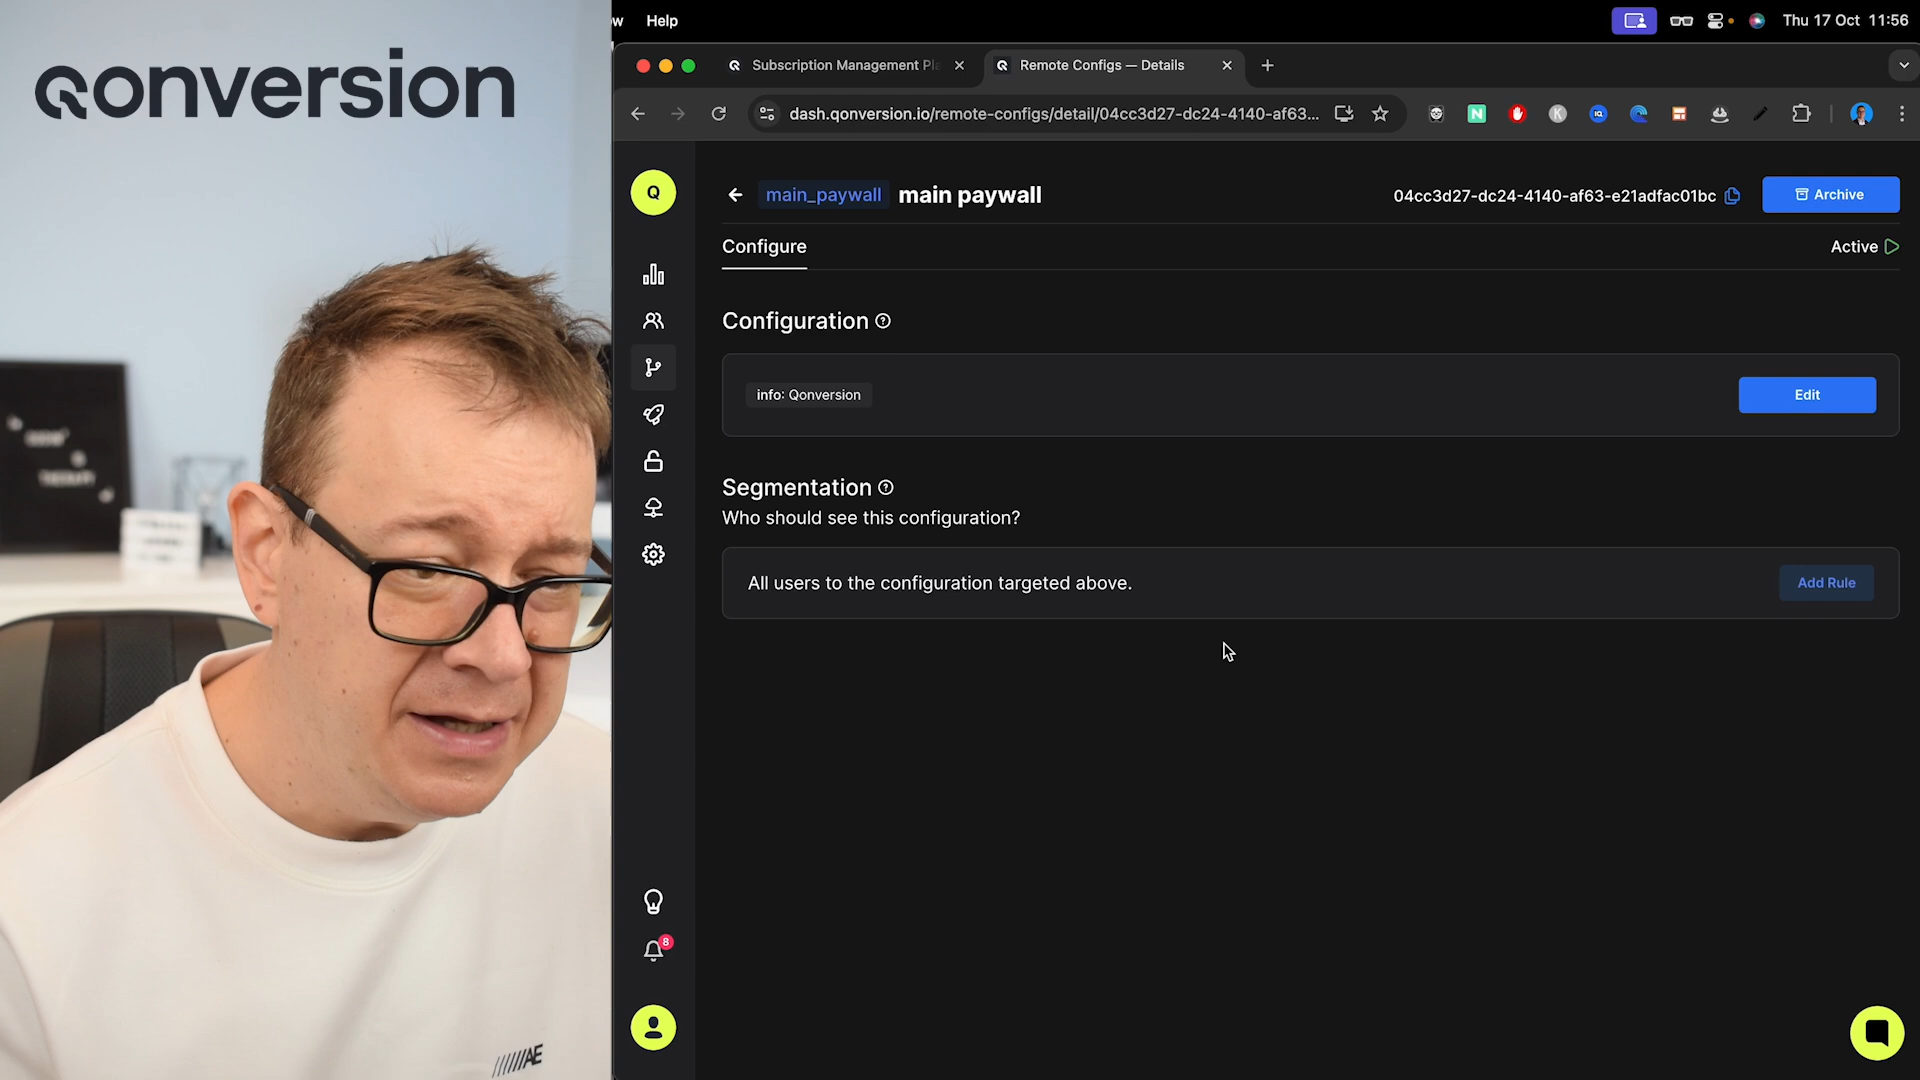 qonversion
Help
Thu 17 Oct 11:56
Subscription Management Pl
Remote Configs — Details
dash.qonversion.io/remote-configs/detail/04cc3d27-dc24-4140-af63...
main_paywall main paywall
04cc3d27-dc24-4140-af63-e21adfac01bc
Archive
Configure
Active
Configuration
info: Qonversion
Edit
Segmentation
Who should see this configuration?
All users to the configuration targeted above.
Add Rule
8
AE